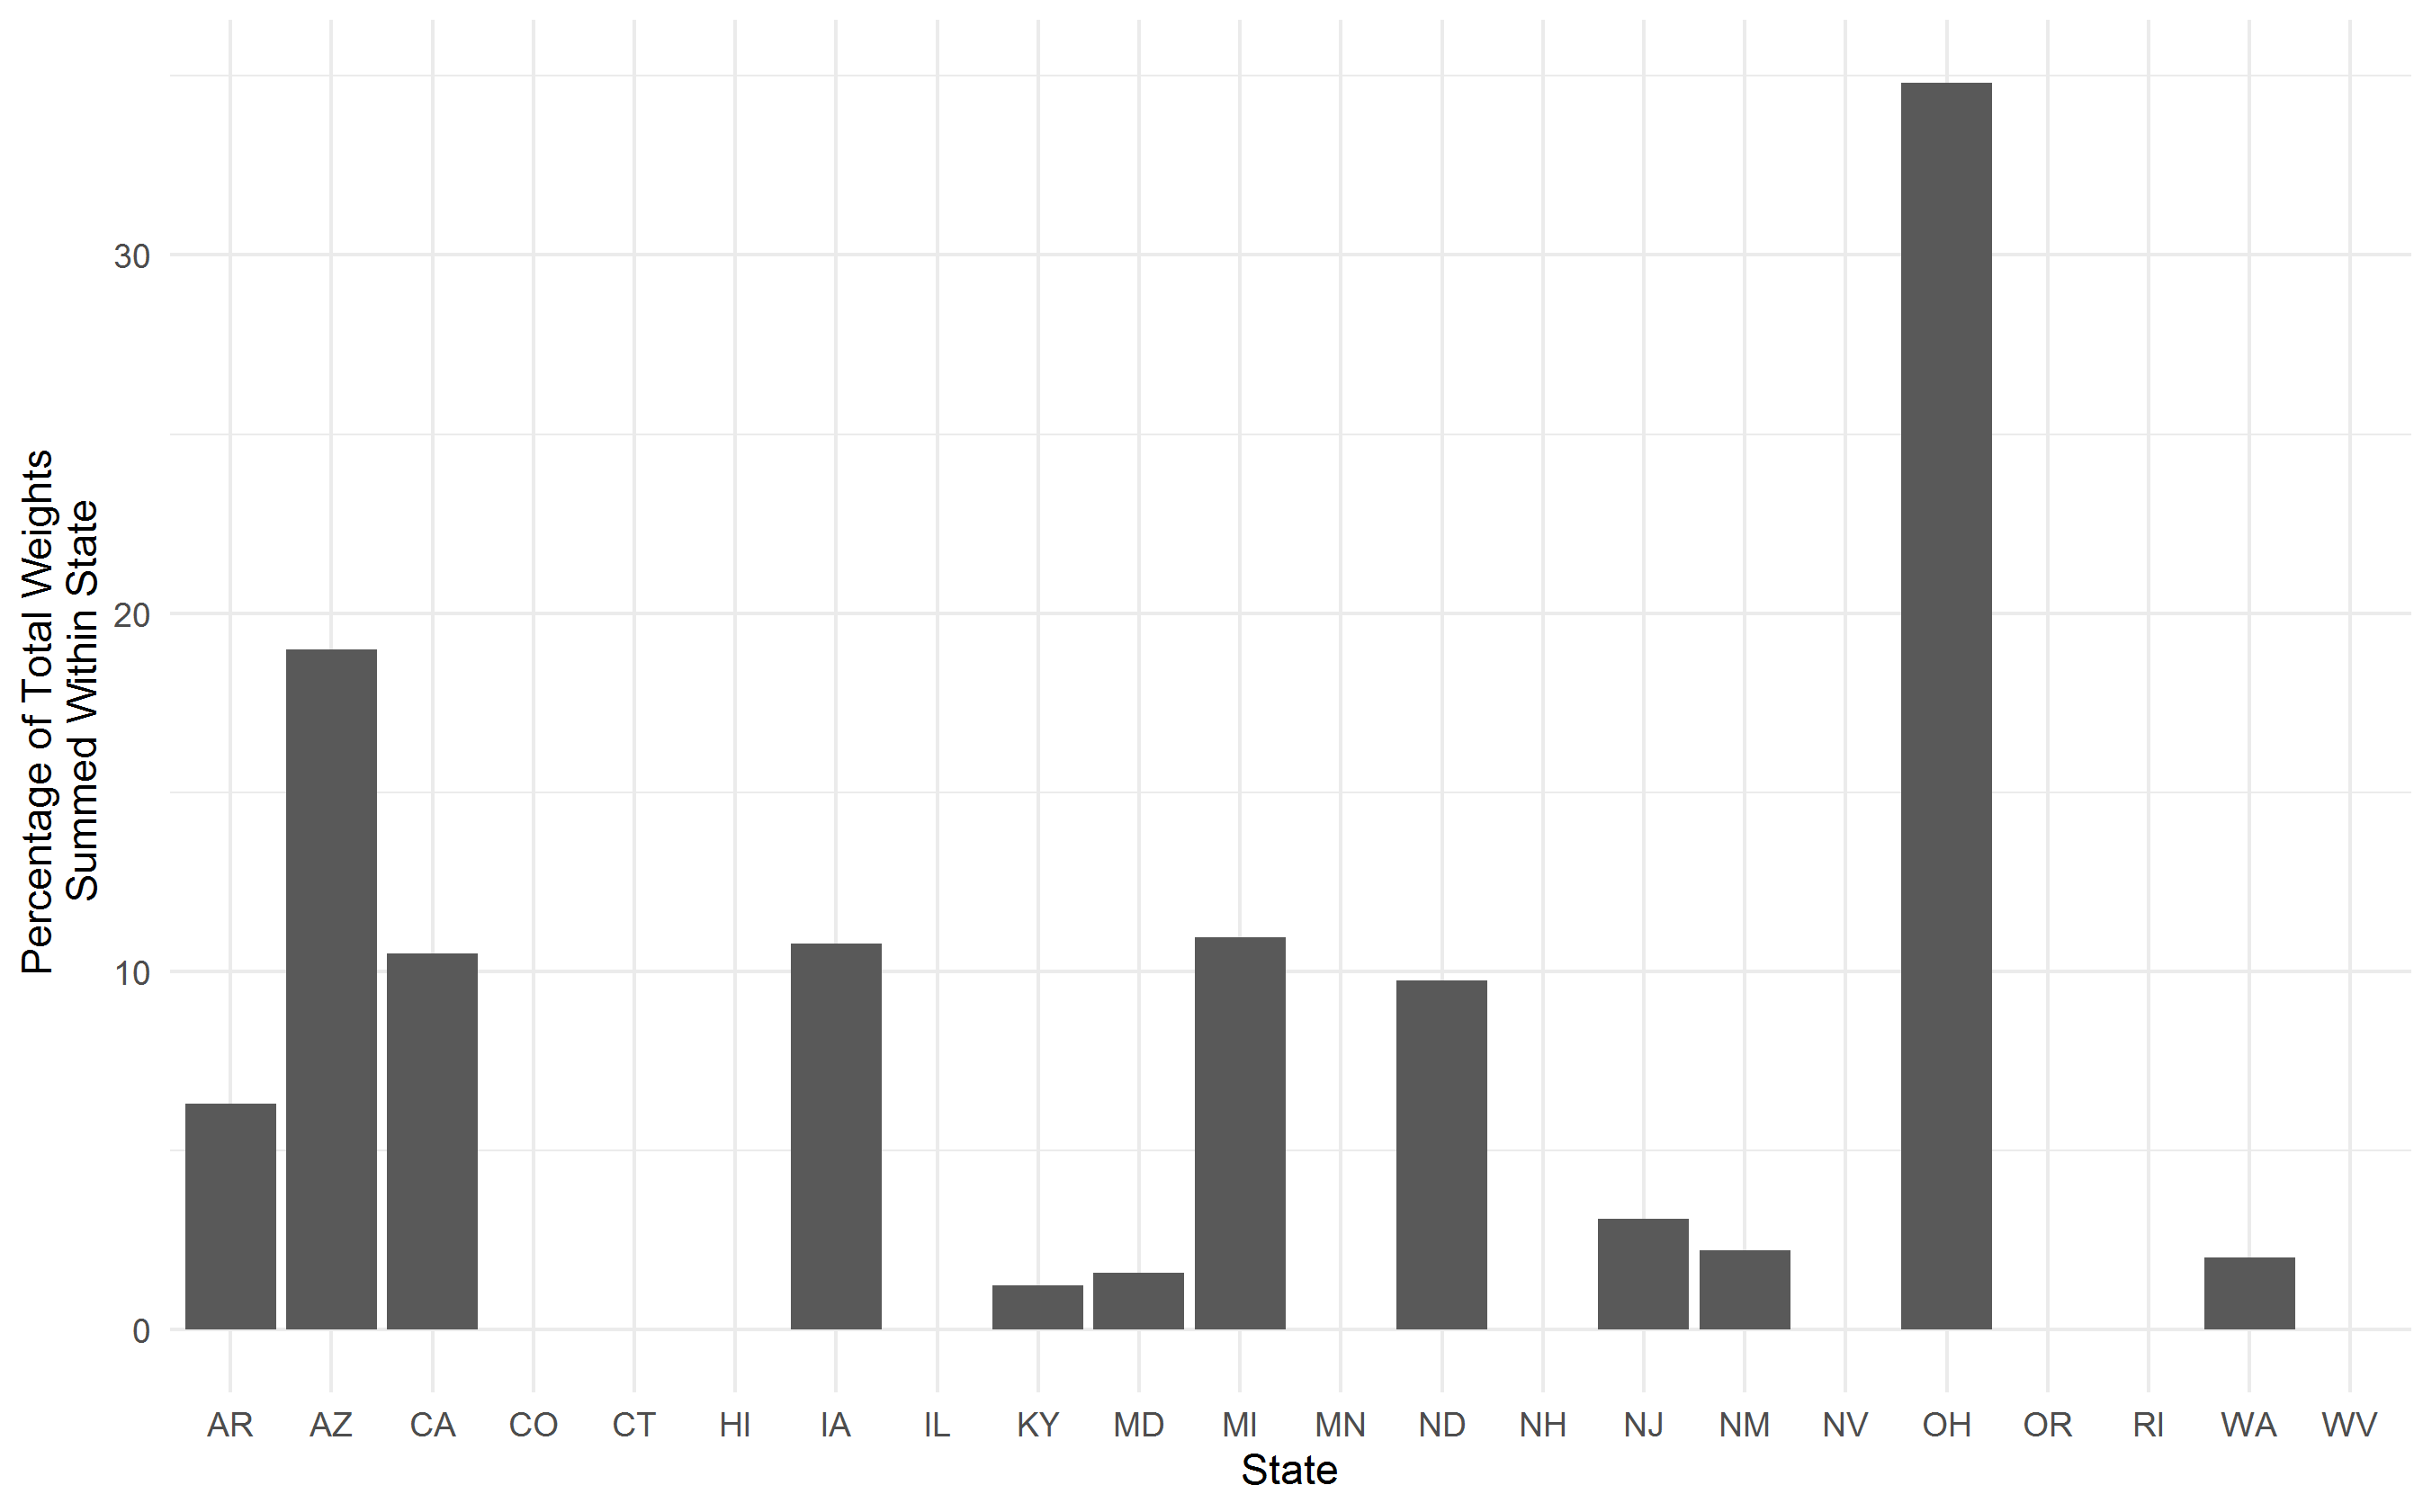 Percentage of Total Weights
Summed Within State
30
20
10
0
AR AZ CA CO CT HI IA IL KY MD MI MN ND NH NJ NM NV OH OR RI WA WV
State